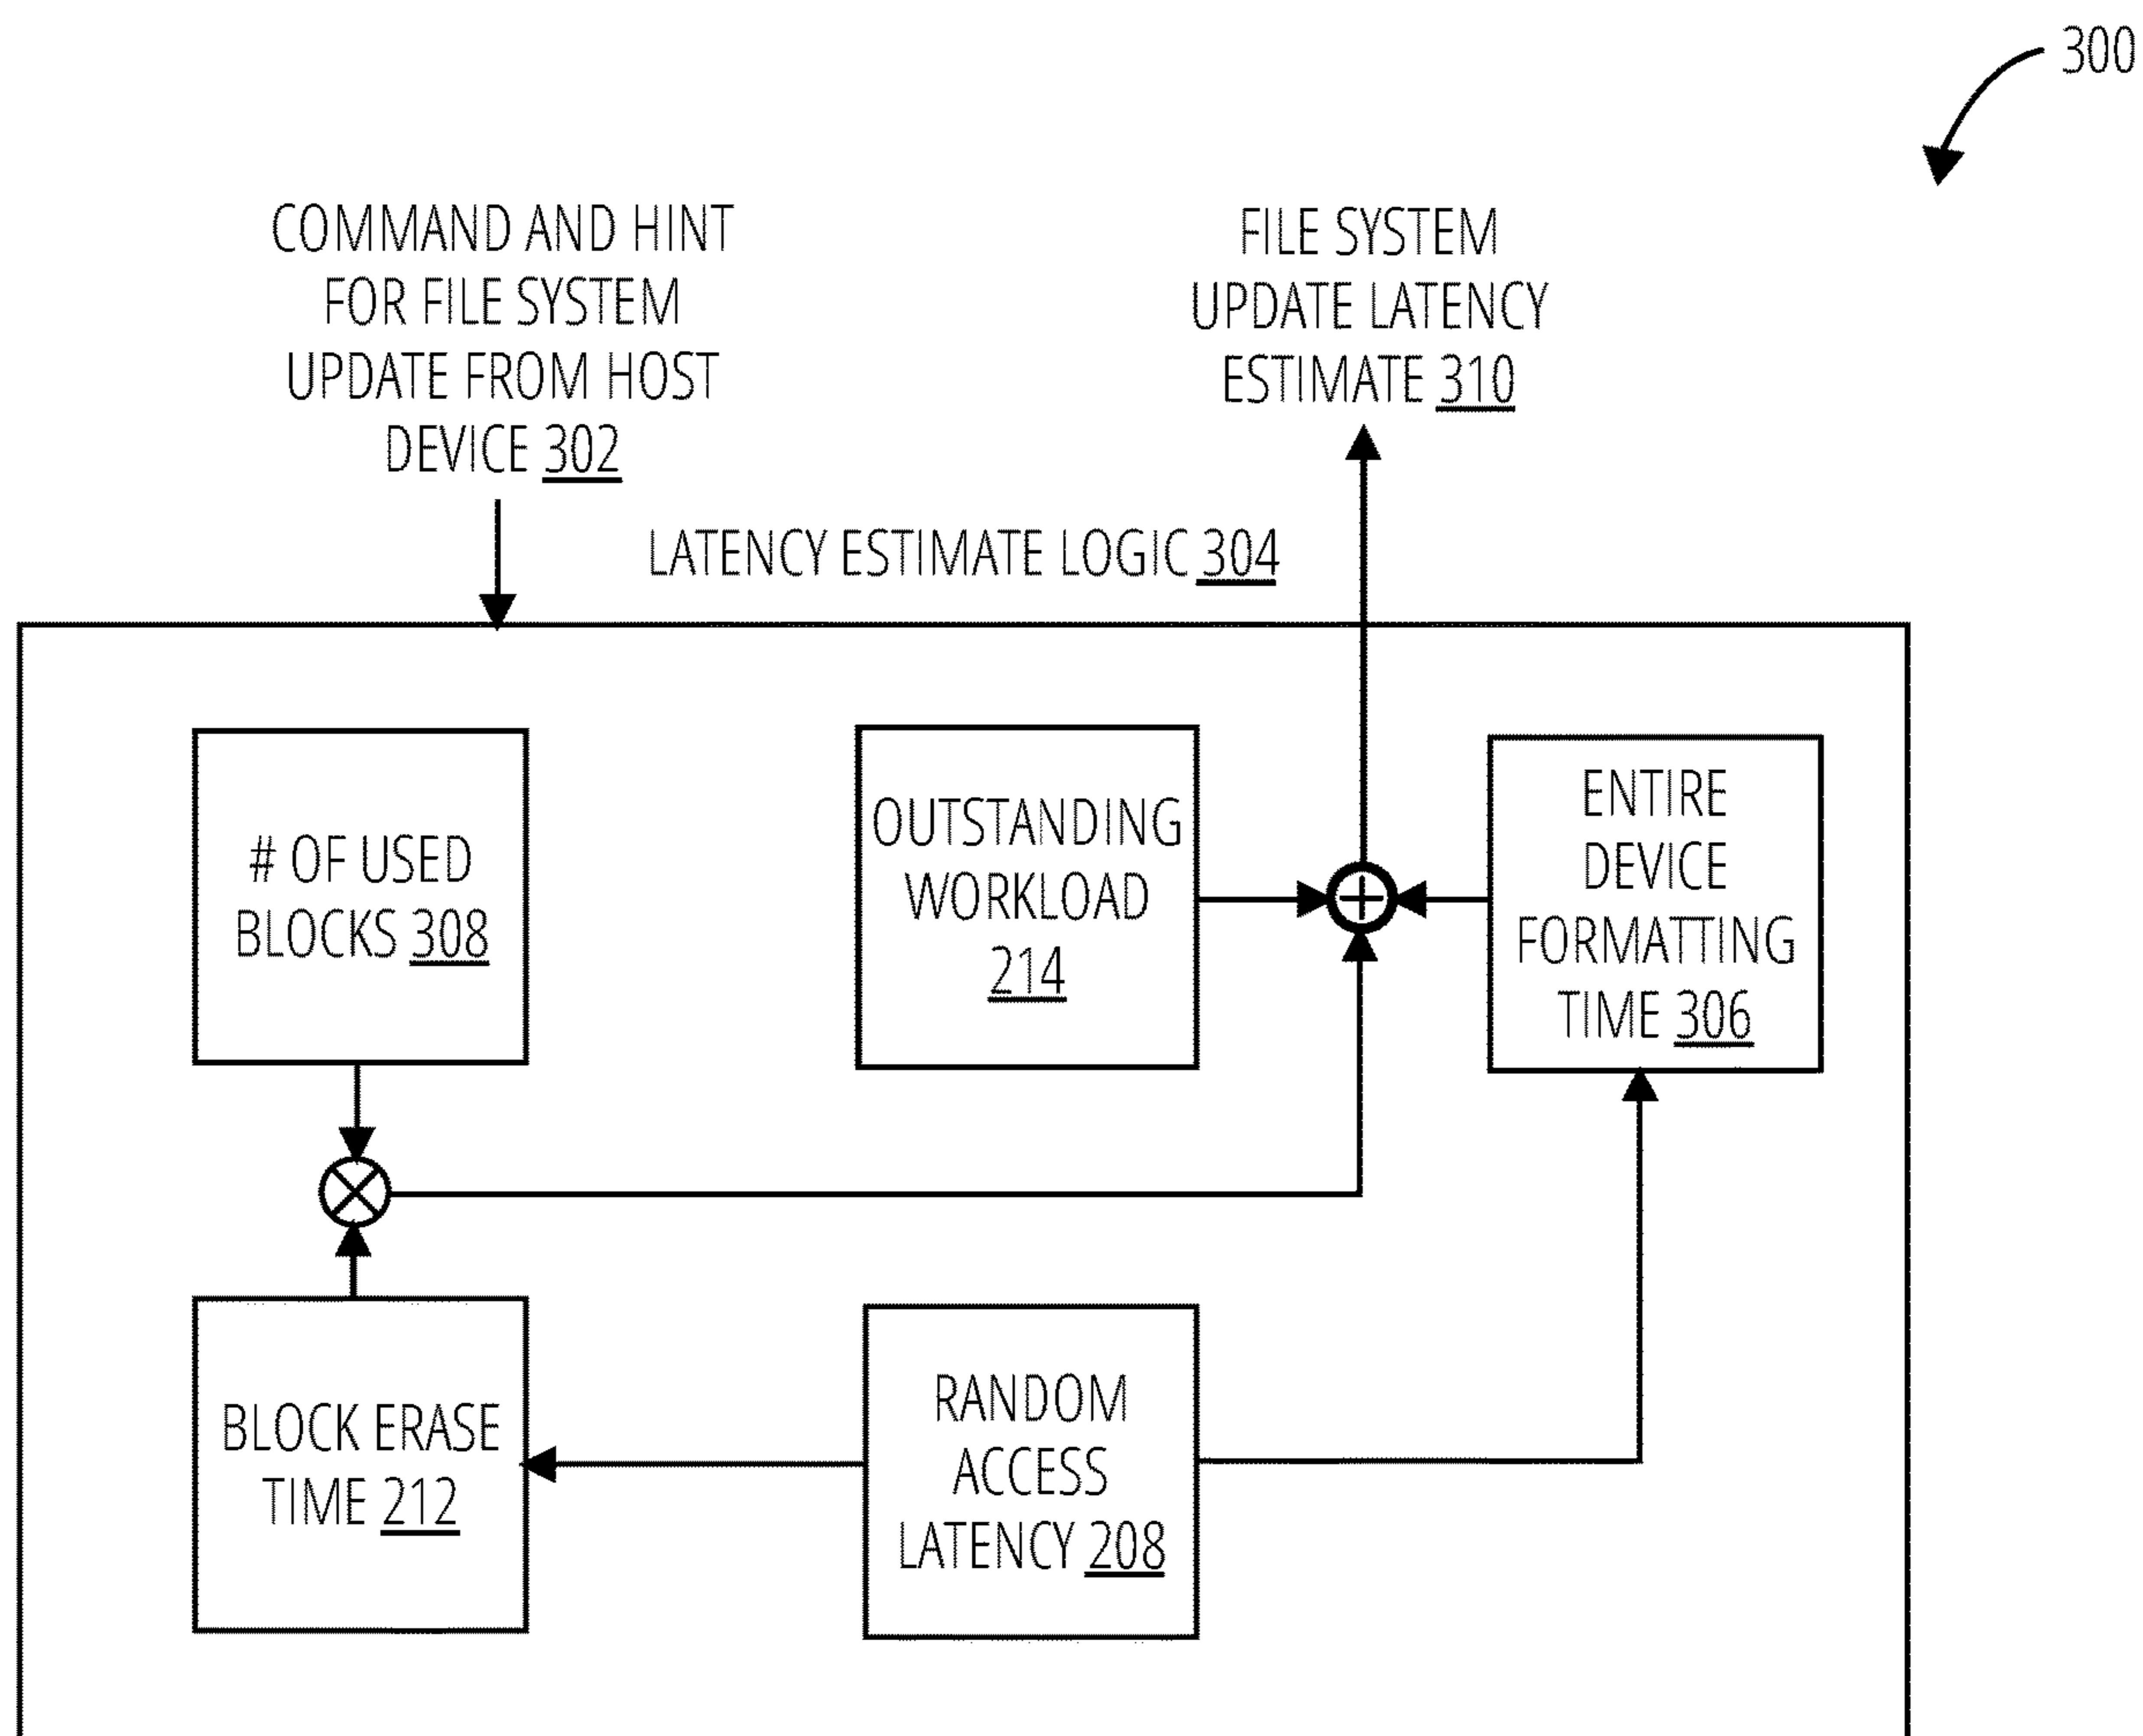 300
COMMAND AND HINT
FOR FILE SYSTEM
UPDATE FROM HOST
DEVICE 302
FILE SYSTEM
UPDATE LATENCY
ESTIMATE 310
LATENCY ESTIMATE LOGIC 304
# OF USED
BLOCKS 308
OUTSTANDING
WORKLOAD
214
ENTIRE
DEVICE
FORMATTING
TIME 306
BLOCK ERASE
TIME 212
RANDOM
ACCESS
LATENCY 208